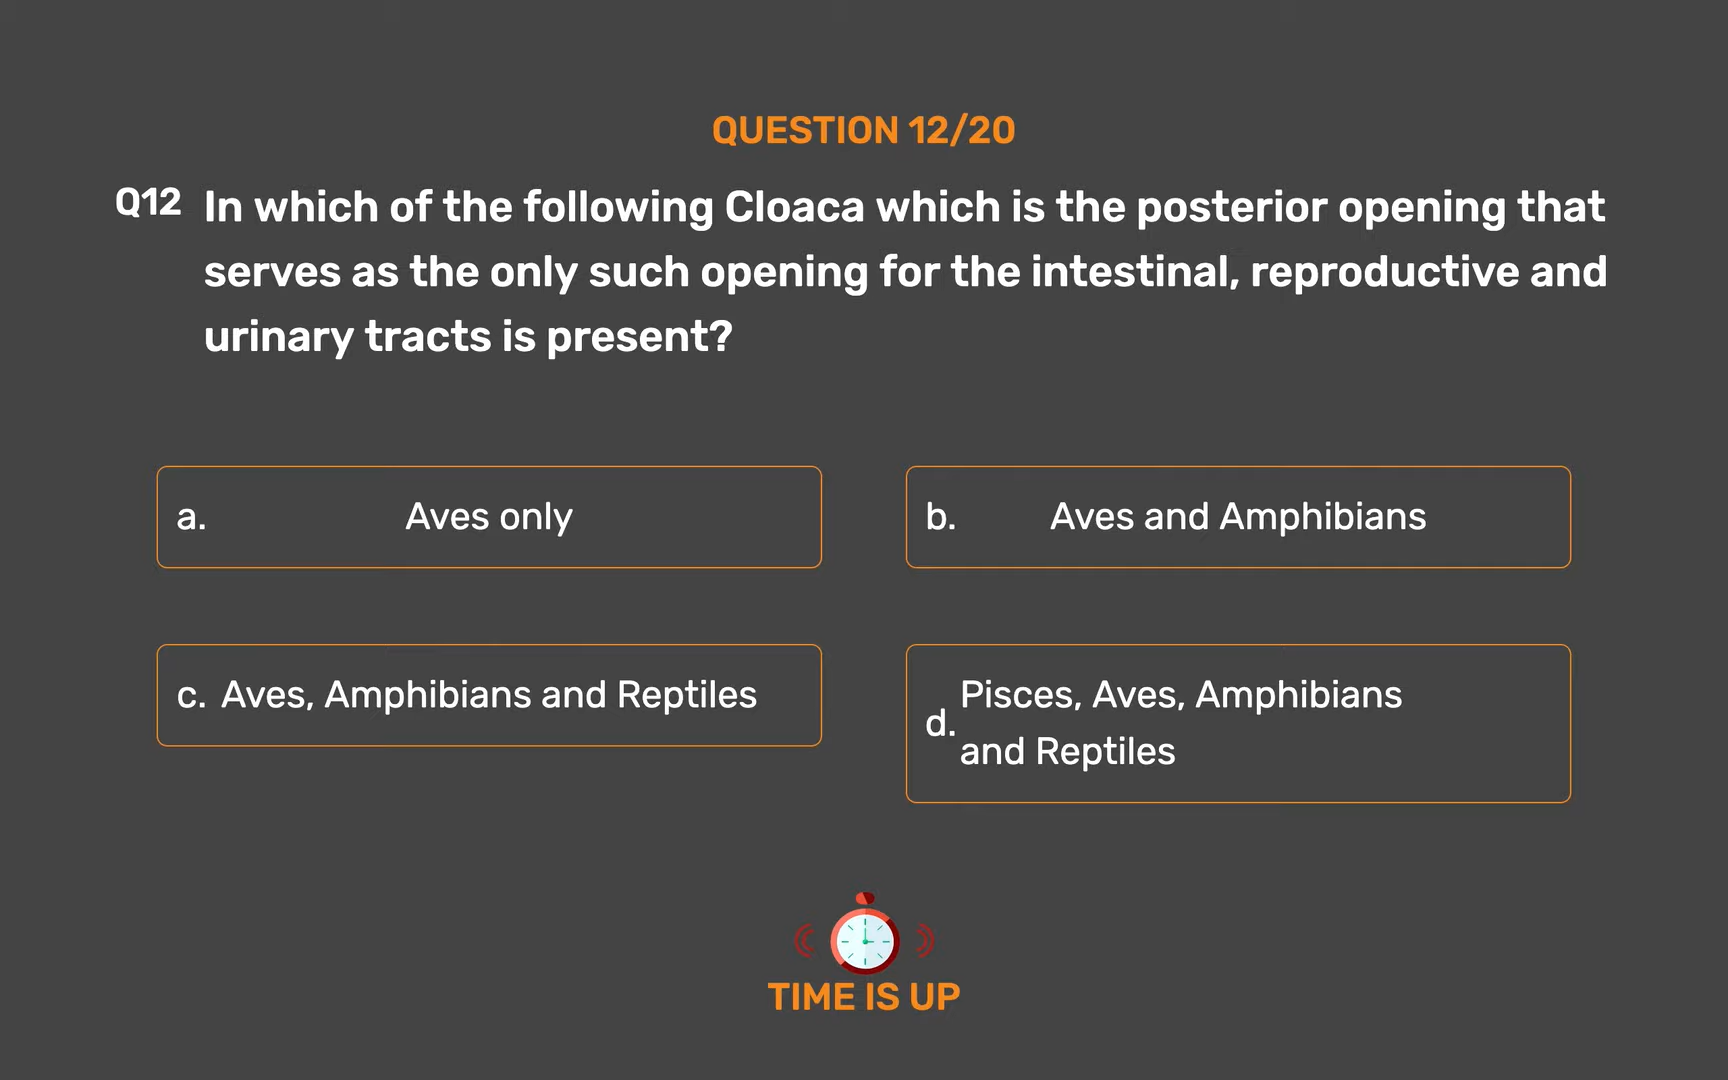 QUESTION 12/20
Q12 In which of the following Cloaca which is the posterior opening that
serves as the only such opening for the intestinal, reproductive and
urinary tracts is present?
a. Aves only
b. Aves and Amphibians
c. Aves, Amphibians and Reptiles
d. Pisces, Aves, Amphibians
and Reptiles
TIME IS UP